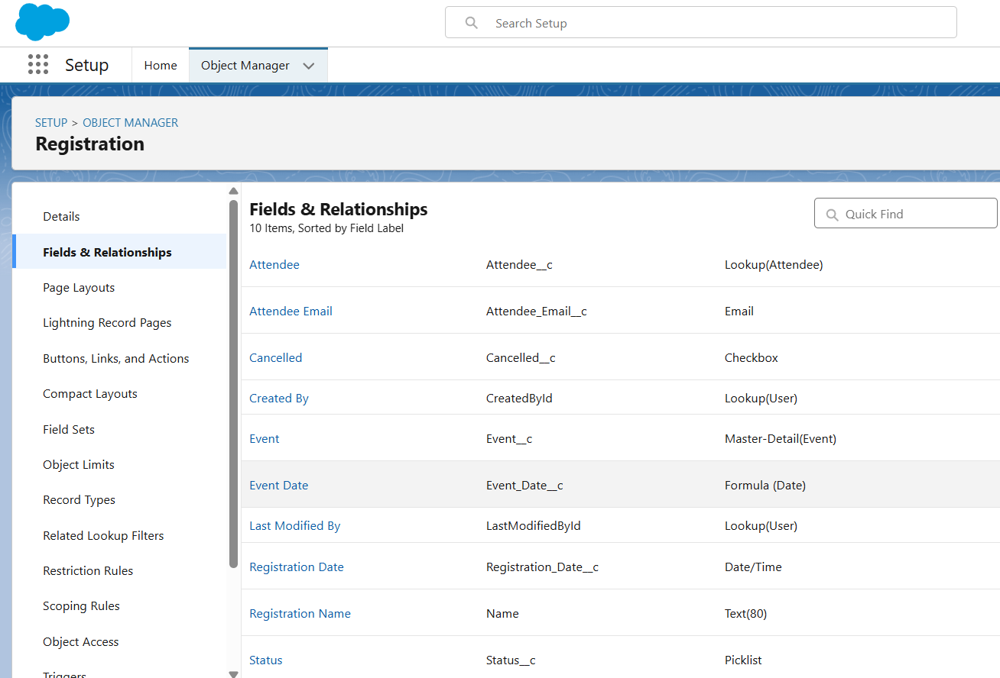 Search Setup
Setup
Home
Object Manager
SETUP > OBJECT MANAGER
Registration
Details
Fields & Relationships
Page Layouts
Lightning Record Pages
Buttons, Links, and Actions
Compact Layouts
Field Sets
Object Limits
Record Types
Related Lookup Filters
Restriction Rules
Scoping Rules
Object Access
Triggers
Fields & Relationships
10 Items, Sorted by Field Label
Quick Find
Attendee Attendee__c Lookup(Attendee)
Attendee Email Attendee_Email__c Email
Cancelled Cancelled__c Checkbox
Created By CreatedById Lookup(User)
Event Event__c Master-Detail(Event)
Event Date Event_Date__c Formula (Date)
Last Modified By LastModifiedById Lookup(User)
Registration Date Registration_Date__c Date/Time
Registration Name Name Text(80)
Status Status__c Picklist